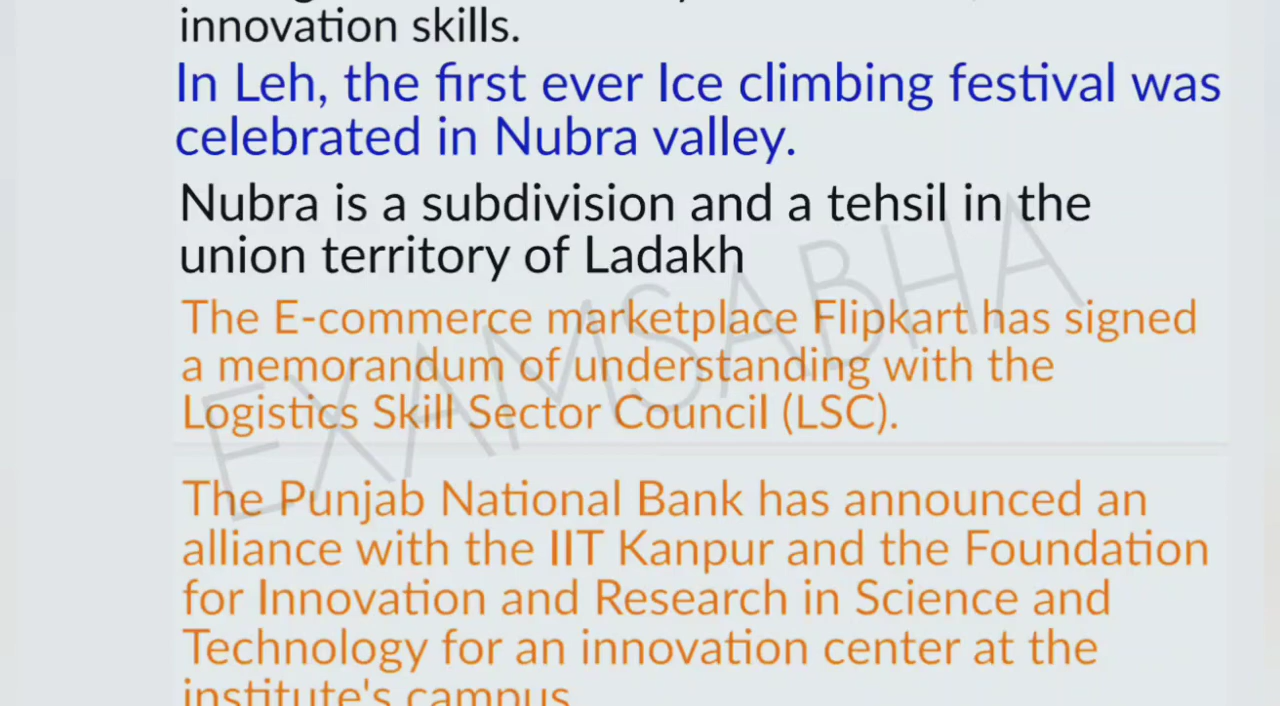 innovation skills.
In Leh, the first ever Ice climbing festival was
celebrated in Nubra valley.
Nubra is a subdivision and a tehsil in the
union territory of Ladakh
The E-commerce marketplace Flipkart has signed
a memorandum of understanding with the
Logistics Skill Sector Council (LSC).
EXAMSABHA
The Punjab National Bank has announced an
alliance with the IIT Kanpur and the Foundation
for Innovation and Research in Science and
Technology for an innovation center at the
institute's campus